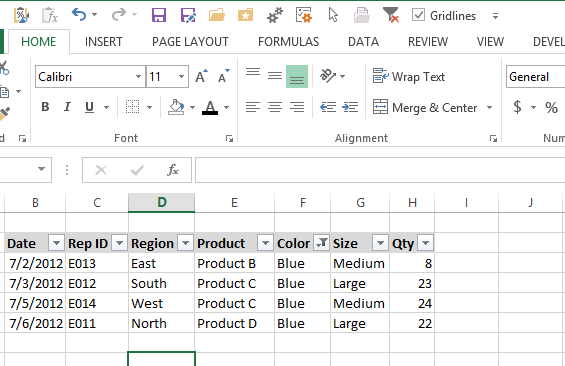 Gridlines
HOME INSERT PAGE LAYOUT FORMULAS DATA REVIEW VIEW DEVEL
Calibri 11 A A Wrap Text General
B I U A Merge & Center $ %
d Font Alignment Num
fx
B C D E F G H I J
Date Rep ID Region Product Color Size Qty
7/2/2012 E013 East Product B Blue Medium 8
7/3/2012 E012 South Product C Blue Large 23
7/5/2012 E014 West Product C Blue Medium 24
7/6/2012 E011 North Product D Blue Large 22